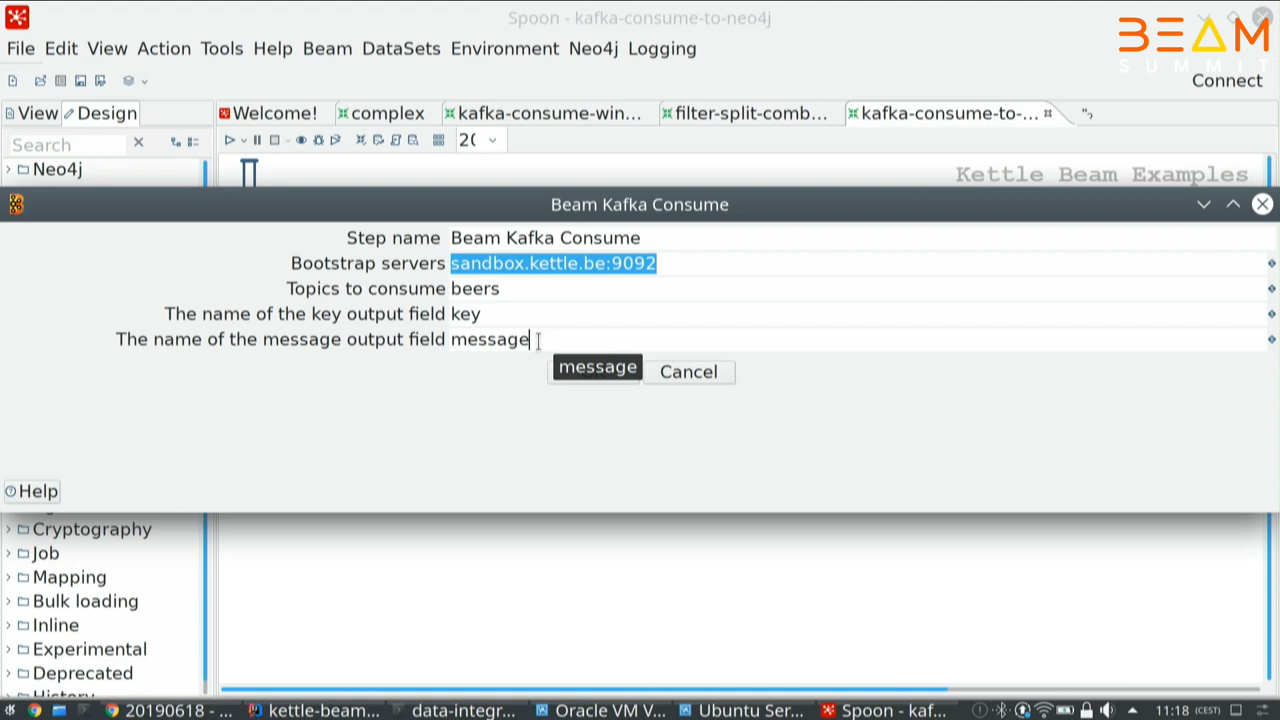 Spoon - kafka-consume-to-neo4j
BEAM
SUMMIT
File Edit View Action Tools Help Beam DataSets Environment Neo4j Logging
Connect
View Design Welcome! complex kafka-consume-win... filter-split-comb... kafka-consume-to-...
Search
Neo4j
Kettle Beam Examples
Beam Kafka Consume
Step name Beam Kafka Consume
Bootstrap servers sandbox.kettle.be:9092
Topics to consume beers
The name of the key output field key
The name of the message output field message
message
Cancel
Help
Cryptography
Job
Mapping
Bulk loading
Inline
Experimental
Deprecated
History
20190618 - ... kettle-beam... data-integr... Oracle VM V... Ubuntu Ser... Spoon - kaf... 11:18 (CEST)